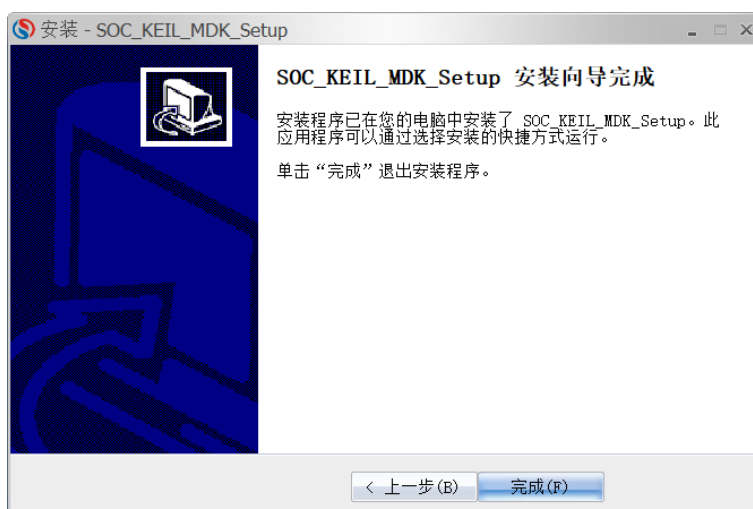 安装 - SOC_KEIL_MDK_Setup
SOC_KEIL_MDK_Setup 安装向导完成
安装程序已在您的电脑中安装了 SOC_KEIL_MDK_Setup。此
应用程序可以通过选择安装的快捷方式运行。
单击“完成”退出安装程序。
< 上一步(B)
完成(F)